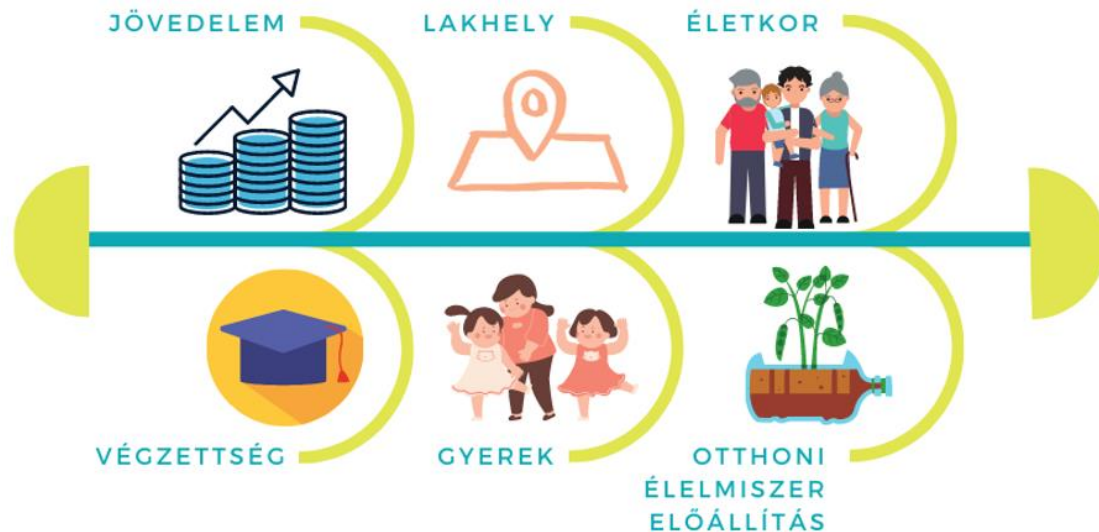 JÖVEDELEM
LAKHELY
ÉLETKOR
VÉGZETTSÉG
GYEREK
OTTHONI
ÉLELMISZER
ELŐÁLLÍTÁS